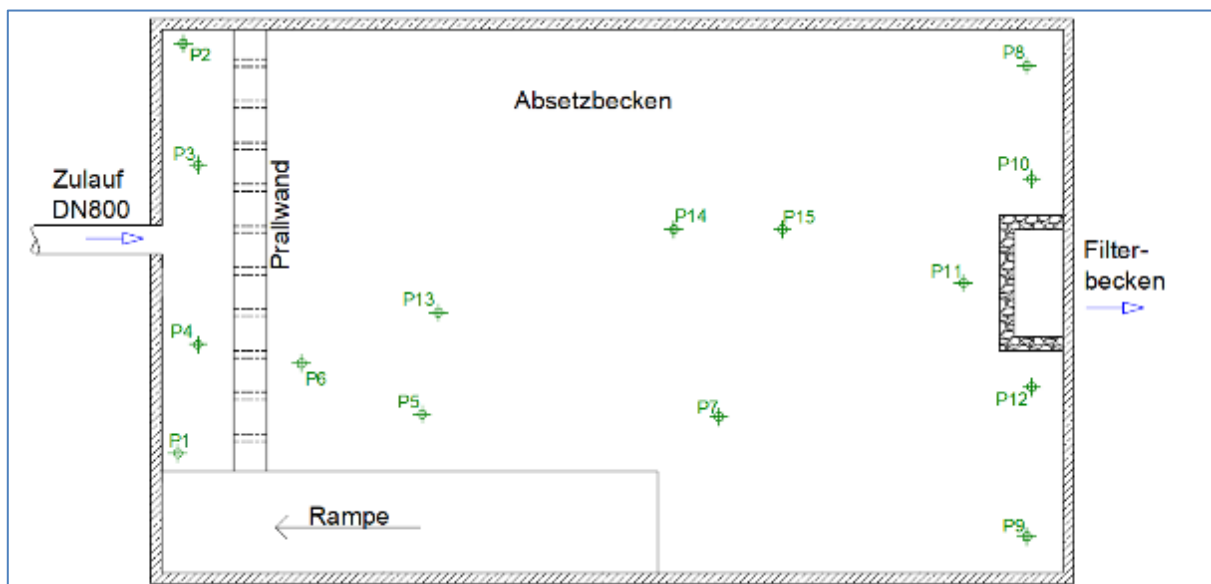 P2
P8
Absetzbecken
P3
P10
Zulauf
DN800
Prallwand
P14
P15
Filter-
becken
P11
P13
P4
P6
P12
P5
P7
P1
Rampe
P9